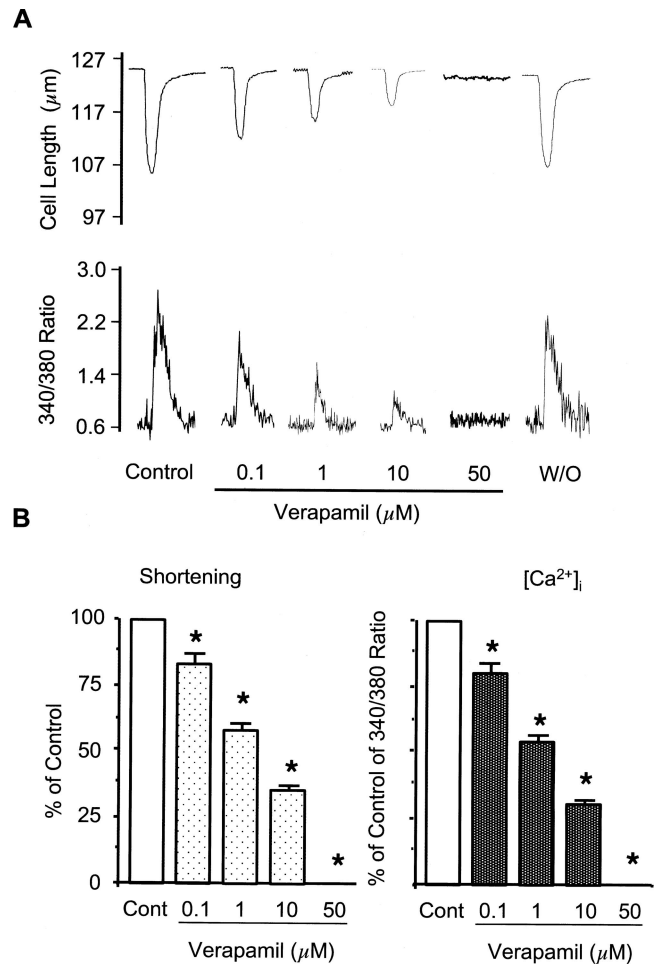 A
Cell Length (µm)
127
117
107
97
340/380 Ratio
3.0
2.2
1.4
0.6
Control 0.1 1 10 50 W/O
Verapamil (µM)
B
Shortening
% of Control
100
75
50
25
0
* * * *
Cont 0.1 1 10 50
Verapamil (µM)
[Ca²⁺]ᵢ
% of Control of 340/380 Ratio
* * * *
Cont 0.1 1 10 50
Verapamil (µM)